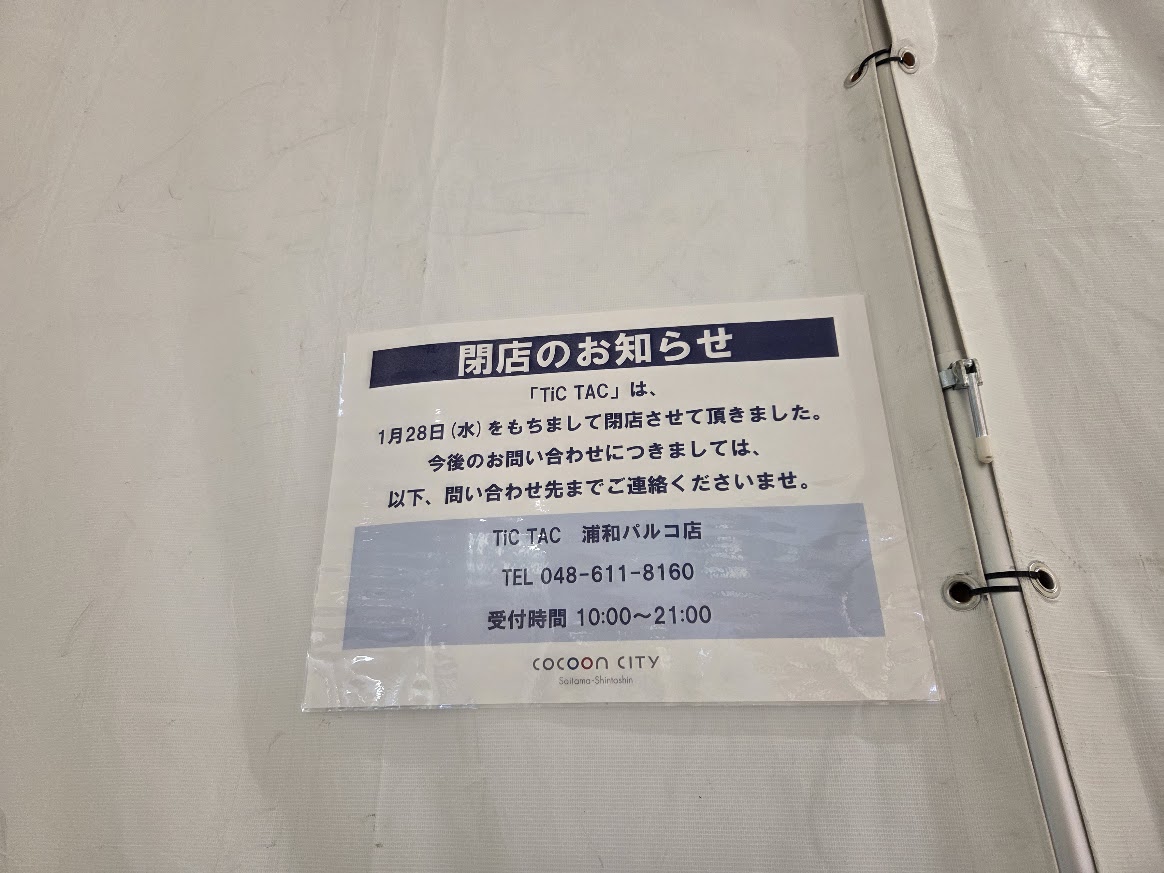 閉店のお知らせ
「TiC TAC」は、
1月28日(水)をもちまして閉店させて頂きました。
今後のお問い合わせにつきましては、
以下、問い合わせ先までご連絡くださいませ。
TiC TAC 浦和パルコ店
TEL 048-611-8160
受付時間 10:00〜21:00
COCOON CITY
Saitama-Shintoshin